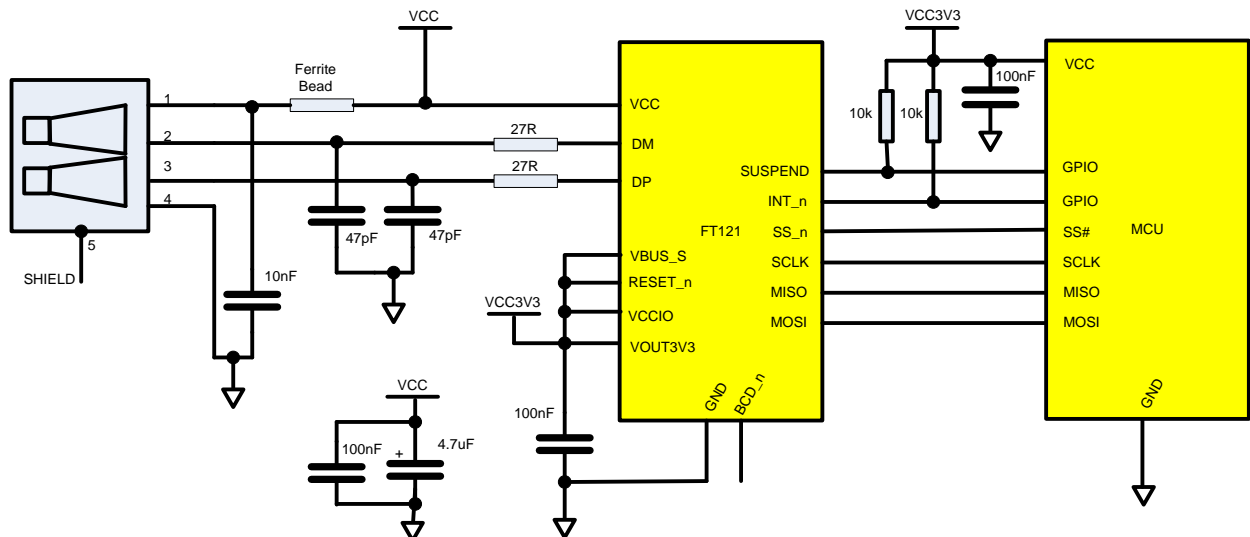 VCC
VCC3V3
Ferrite
Bead
1
VCC
VCC
100nF
27R
10k
10k
2
DM
27R
3
DP
SUSPEND
GPIO
4
INT_n
GPIO
47pF
47pF
FT121
SS_n
SS#
MCU
5
VBUS_S
SCLK
SCLK
SHIELD
10nF
RESET_n
MISO
MISO
VCC3V3
VCCIO
MOSI
MOSI
VOUT3V3
VCC
GND
BCD_n
GND
100nF
100nF
+
4.7uF